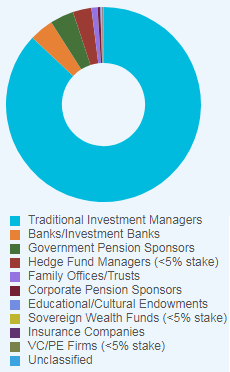 Traditional Investment Managers
Banks/Investment Banks
Government Pension Sponsors
Hedge Fund Managers (<5% stake)
Family Offices/Trusts
Corporate Pension Sponsors
Educational/Cultural Endowments
Sovereign Wealth Funds (<5% stake)
Insurance Companies
VC/PE Firms (<5% stake)
Unclassified